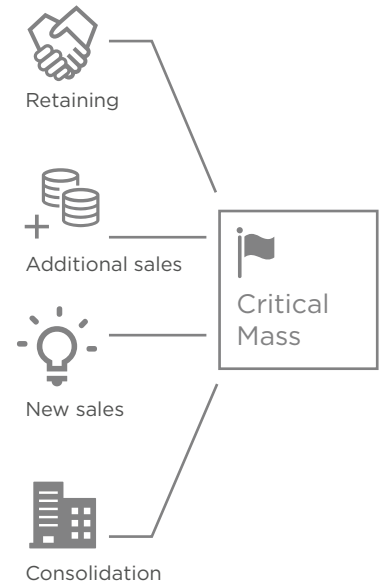 Retaining
Additional sales
Critical
Mass
New sales
Consolidation